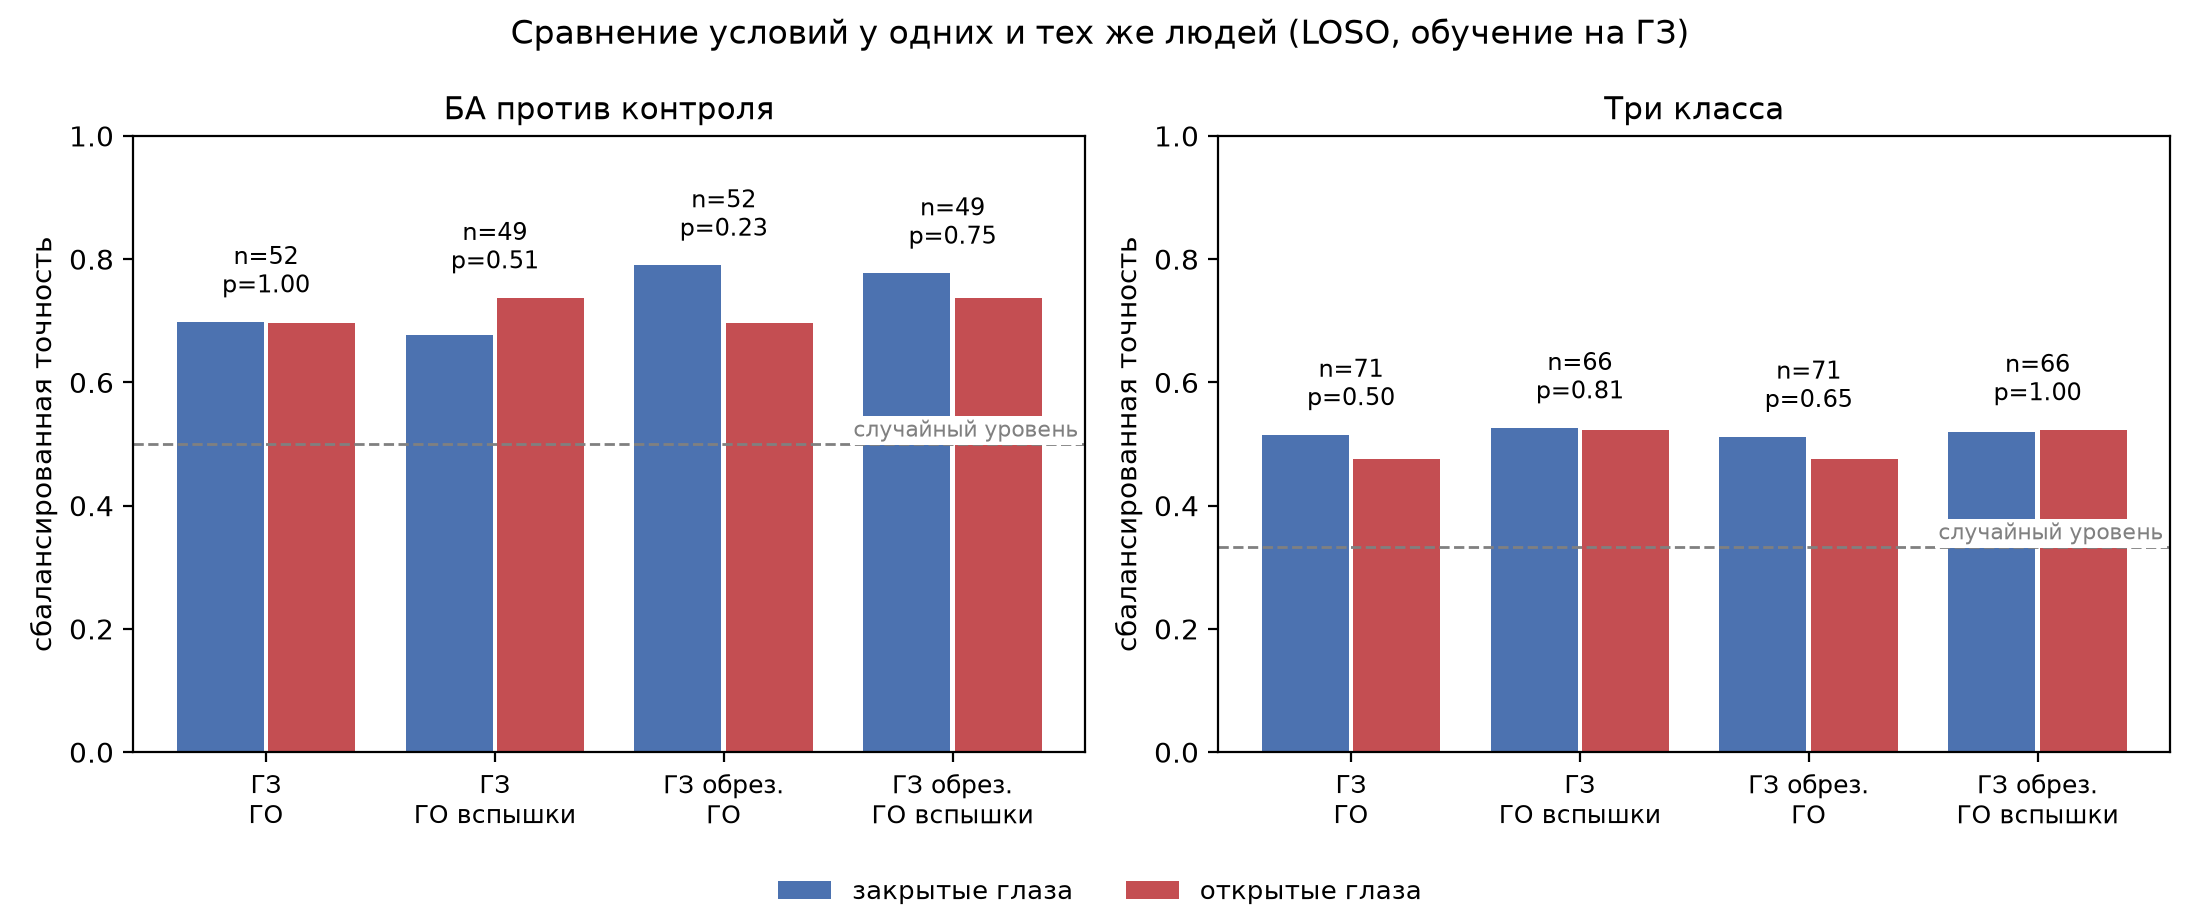 Сравнение условий у одних и тех же людей (LOSO, обучение на ГЗ)
БА против контроля
сбалансированная точность
1.0
0.8
0.6
0.4
0.2
0.0
n=52
p=1.00
n=49
p=0.51
n=52
p=0.23
n=49
p=0.75
случайный уровень
ГЗ
ГО
ГЗ
ГО вспышки
ГЗ обрез.
ГО
ГЗ обрез.
ГО вспышки
Три класса
сбалансированная точность
1.0
0.8
0.6
0.4
0.2
0.0
n=71
p=0.50
n=66
p=0.81
n=71
p=0.65
n=66
p=1.00
случайный уровень
ГЗ
ГО
ГЗ
ГО вспышки
ГЗ обрез.
ГО
ГЗ обрез.
ГО вспышки
закрытые глаза
открытые глаза